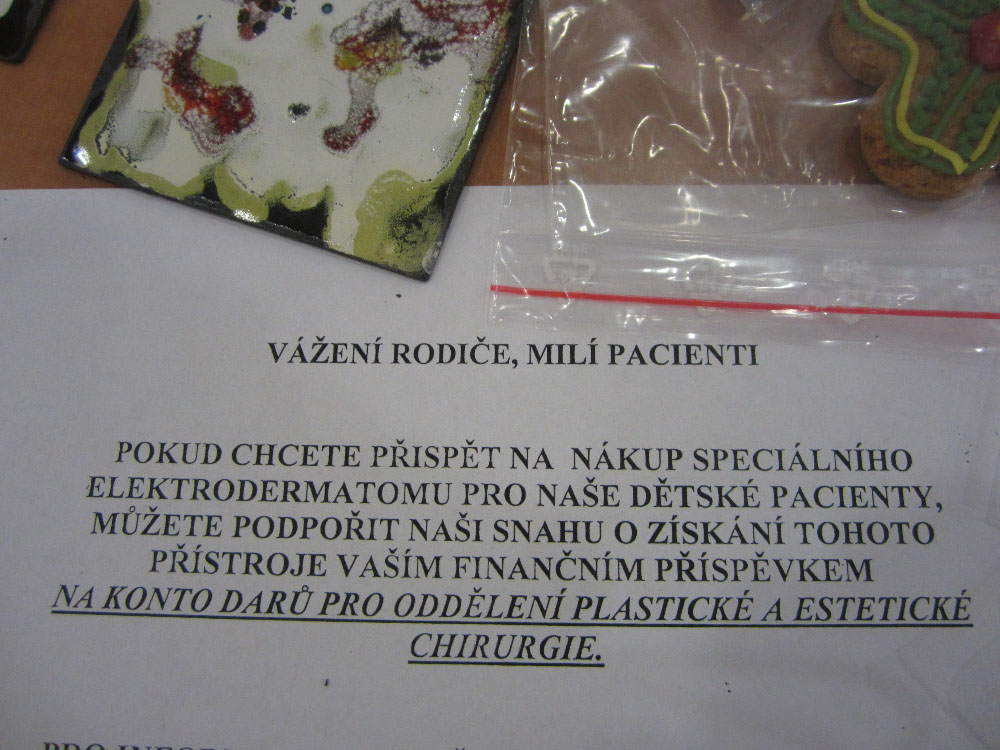 VÁŽENÍ RODIČE, MILÍ PACIENTI
POKUD CHCETE PŘISPĚT NA NÁKUP SPECIÁLNÍHO
ELEKTRODERMATOMU PRO NAŠE DĚTSKÉ PACIENTY,
MŮŽETE PODPOŘIT NAŠI SNAHU O ZÍSKÁNÍ TOHOTO
PŘÍSTROJE VAŠÍM FINANČNÍM PŘÍSPĚVKEM
NA KONTO DARŮ PRO ODDĚLENÍ PLASTICKÉ A ESTETICKÉ
CHIRURGIE.
PRO